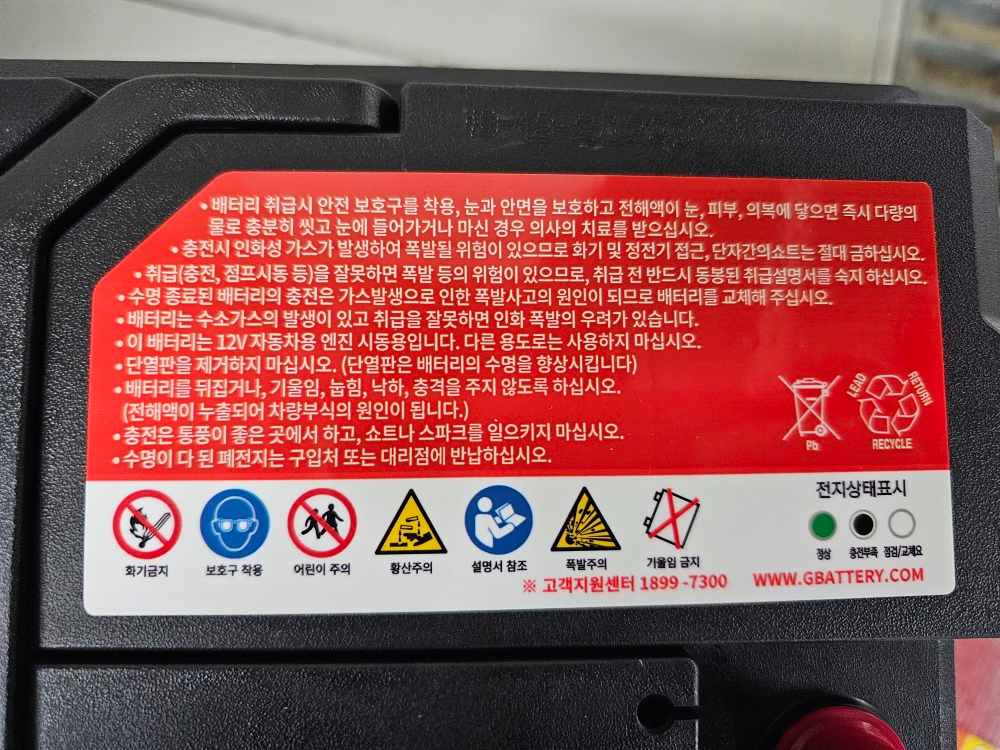 • 배터리 취급시 안전 보호구를 착용, 눈과 안면을 보호하고 전해액이 눈, 피부, 의복에 닿으면 즉시 다량의
물로 충분히 씻고 눈에 들어가거나 마신 경우 의사의 치료를 받으십시오.
• 충전시 인화성 가스가 발생하여 폭발될 위험이 있으므로 화기 및 정전기 접근, 단자간의쇼트는 절대 금하십시오.
• 취급(충전, 점프시동 등)을 잘못하면 폭발 등의 위험이 있으므로, 취급 전 반드시 동봉된 취급설명서를 숙지 하십시오.
• 수명 종료된 배터리의 충전은 가스발생으로 인한 폭발사고의 원인이 되므로 배터리를 교체해 주십시오.
• 배터리는 수소가스의 발생이 있고 취급을 잘못하면 인화 폭발의 우려가 있습니다.
• 이 배터리는 12V 자동차용 엔진 시동용입니다. 다른 용도로는 사용하지 마십시오.
• 단열판을 제거하지 마십시오. (단열판은 배터리의 수명을 향상시킵니다)
• 배터리를 뒤집거나, 기울임, 눕힘, 낙하, 충격을 주지 않도록 하십시오.
(전해액이 누출되어 차량부식의 원인이 됩니다.)
• 충전은 통풍이 좋은 곳에서 하고, 쇼트나 스파크를 일으키지 마십시오.
• 수명이 다 된 폐전지는 구입처 또는 대리점에 반납하십시오.
Pb
LEAD RETURN
RECYCLE
전지상태표시
정상 충전부족 점검/교체요
화기금지 보호구 착용 어린이 주의 황산주의 설명서 참조 폭발주의 기울임 금지
※ 고객지원센터 1899 -7300 WWW.GBATTERY.COM